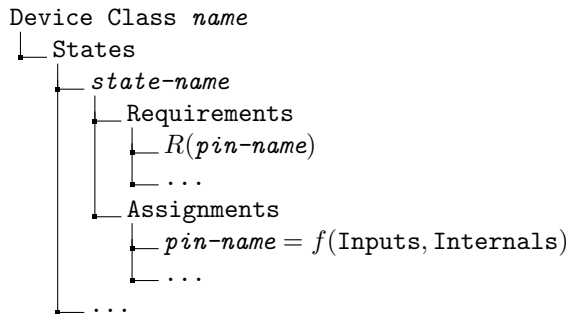 Device Class name
States
state-name
Requirements
R(pin-name)
...
Assignments
pin-name = f(Inputs, Internals)
...
...